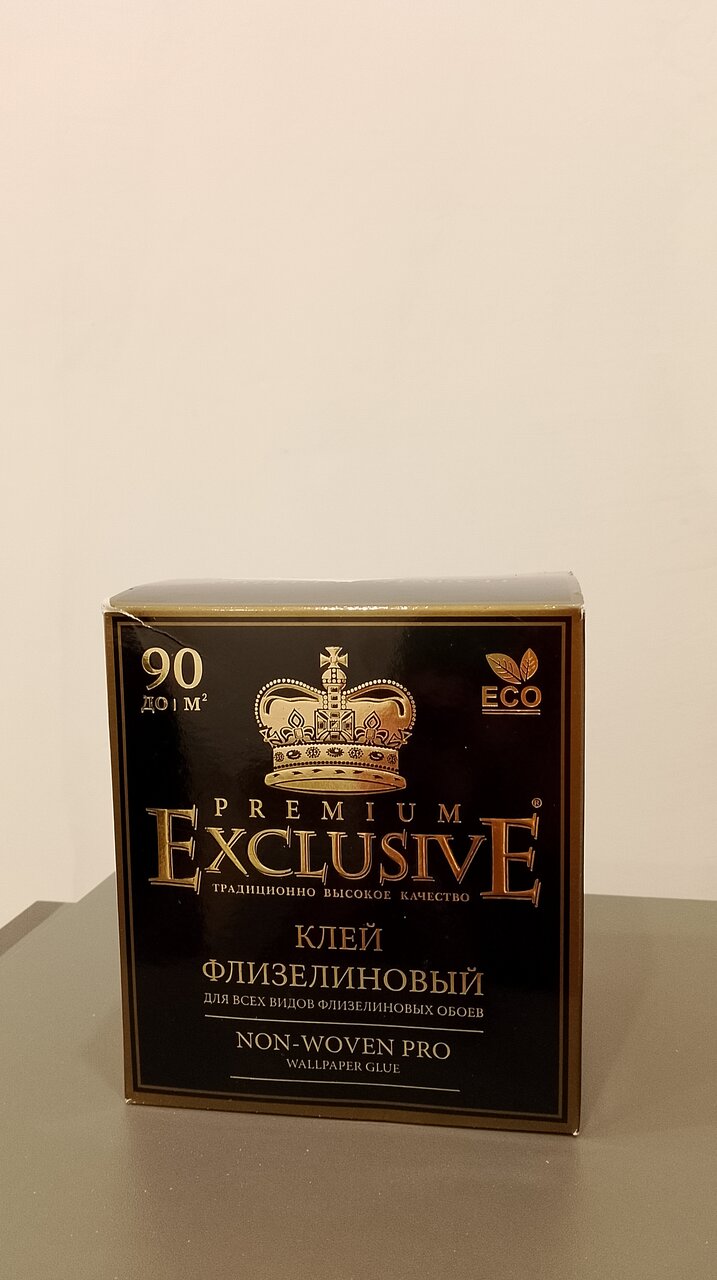 90
ДО М²
ECO
PREMIUM
EXCLUSIVE®
ТРАДИЦИОННО ВЫСОКОЕ КАЧЕСТВО
КЛЕЙ
ФЛИЗЕЛИНОВЫЙ
ДЛЯ ВСЕХ ВИДОВ ФЛИЗЕЛИНОВЫХ ОБОЕВ
NON-WOVEN PRO
WALLPAPER GLUE